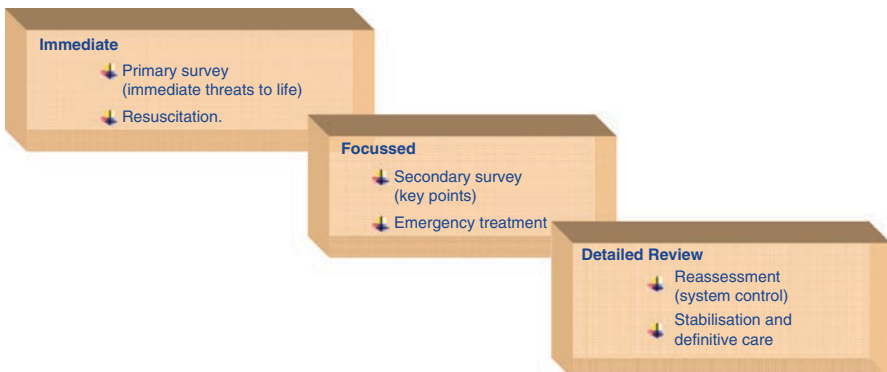 Immediate
Primary survey
(immediate threats to life)
Resuscitation.
Focussed
Secondary survey
(key points)
Emergency treatment
Detailed Review
Reassessment
(system control)
Stabilisation and
definitive care